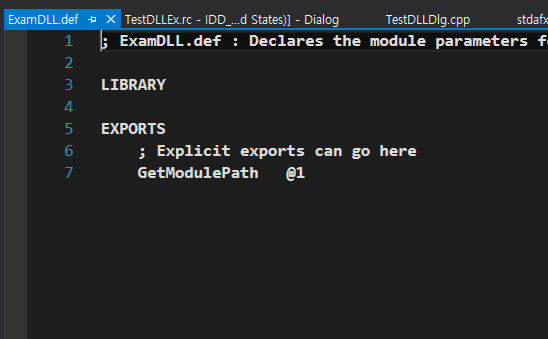 ExamDLL.def TestDLLEx.rc - IDD_...d States)] - Dialog TestDLLDlg.cpp stdafx
1 ; ExamDLL.def : Declares the module parameters fo
2
3 LIBRARY
4
5 EXPORTS
6 ; Explicit exports can go here
7 GetModulePath @1